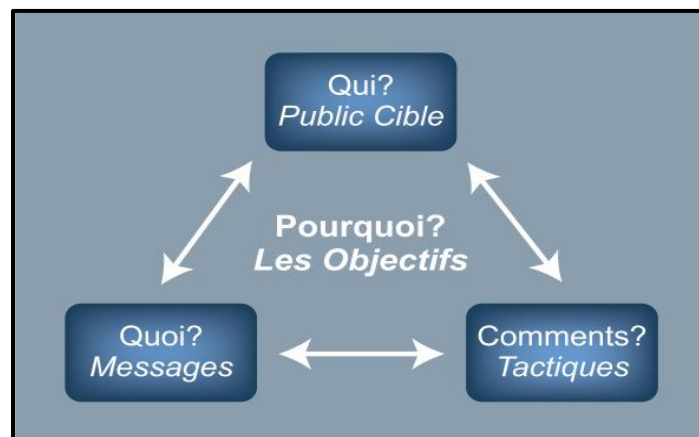 Qui?
Public Cible
Pourquoi?
Les Objectifs
Quoi?
Messages
Comments?
Tactiques